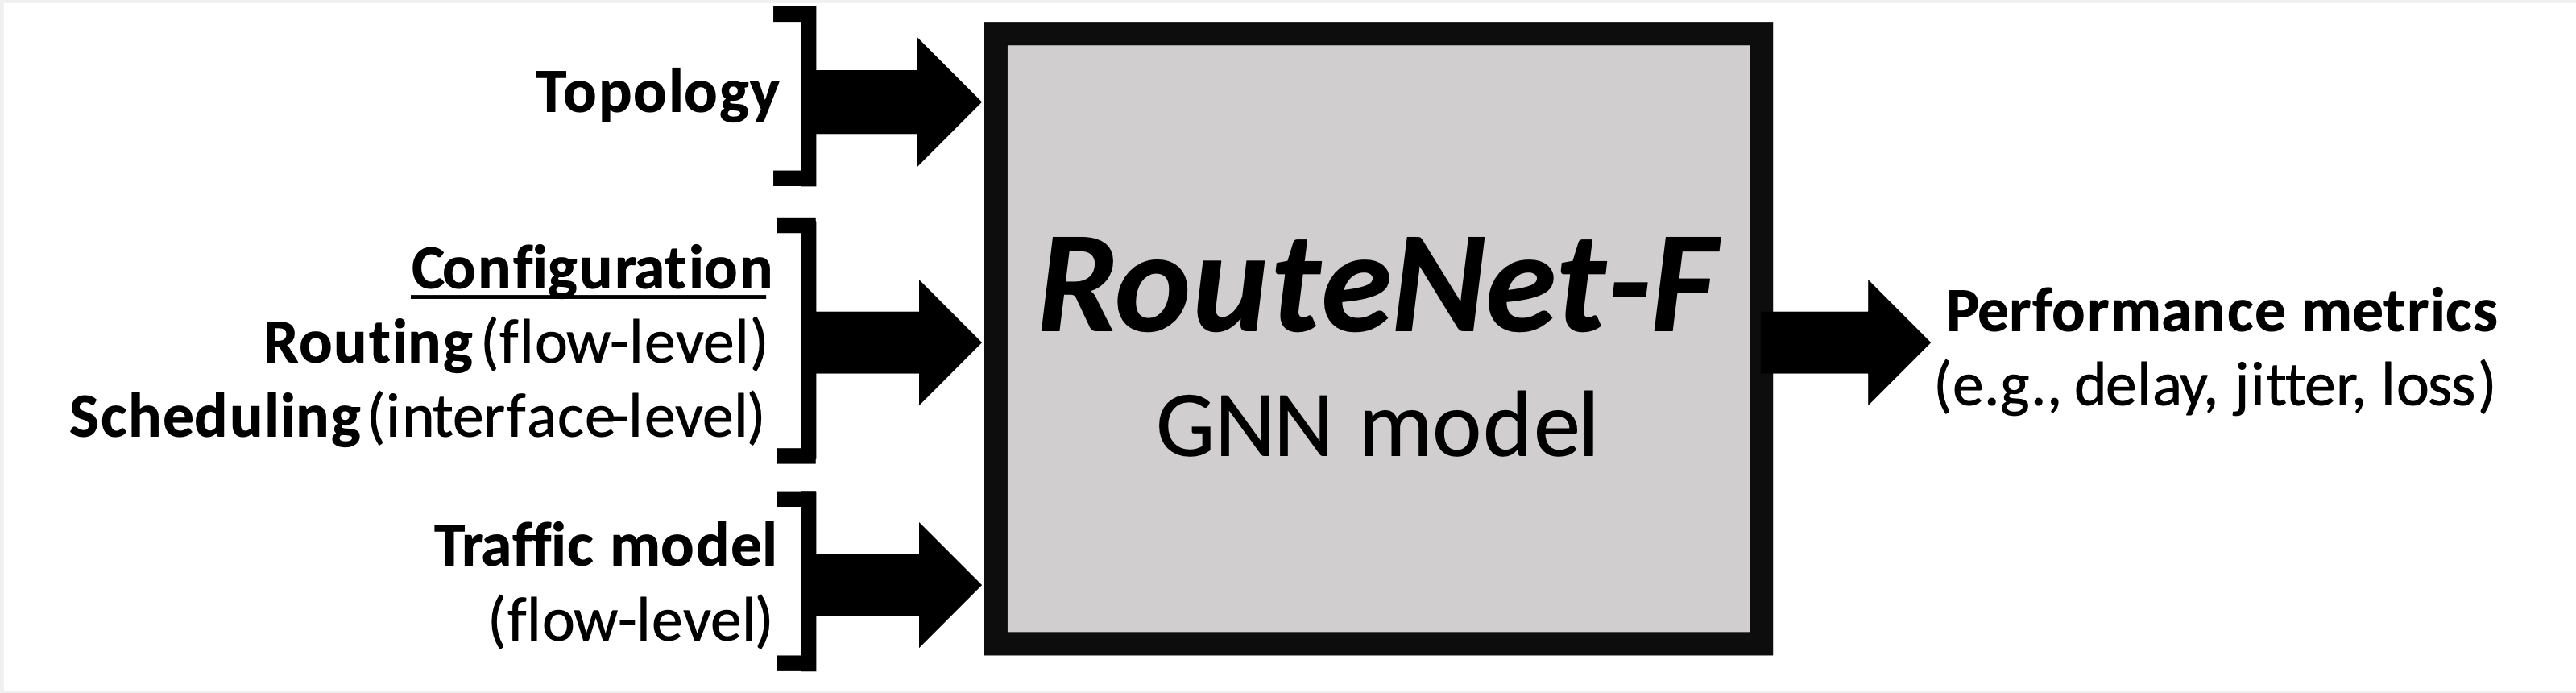 Topology
Configuration
Routing (flow-level)
Scheduling (interface-level)
Traffic model
(flow-level)
RouteNet-F
GNN model
Performance metrics
(e.g., delay, jitter, loss)